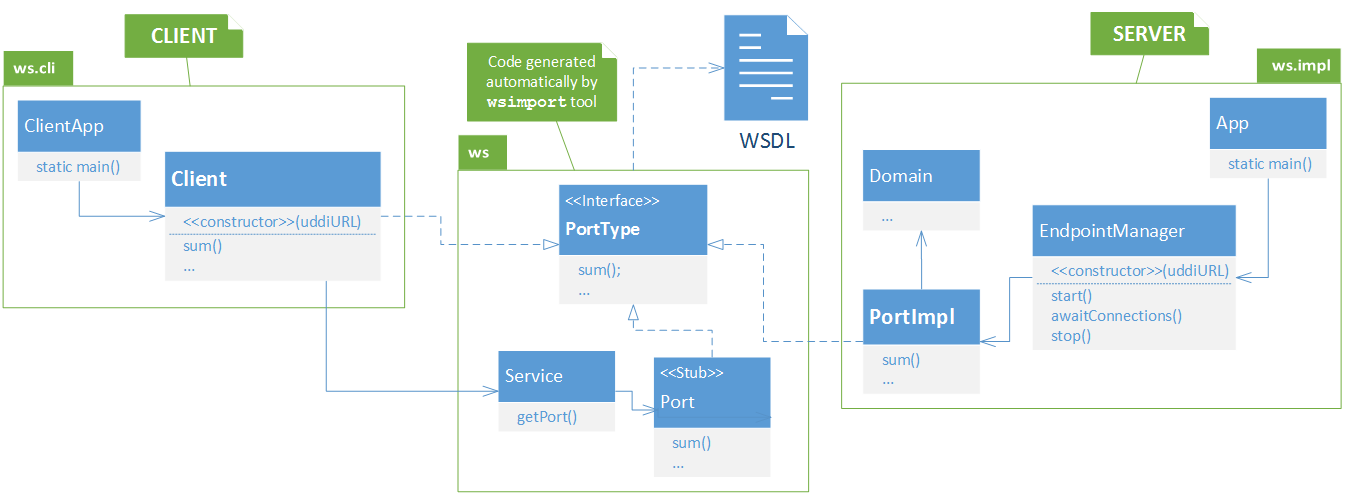 CLIENT
ws.cli
ClientApp
static main()
Client
<<constructor>>(uddiURL)
sum()
...
Code generated
automatically by
wsimport tool
ws
WSDL
<<Interface>>
PortType
sum();
...
Service
getPort()
<<Stub>>
Port
sum()
...
SERVER
ws.impl
App
static main()
Domain
...
EndpointManager
<<constructor>>(uddiURL)
start()
awaitConnections()
stop()
PortImpl
sum()
...